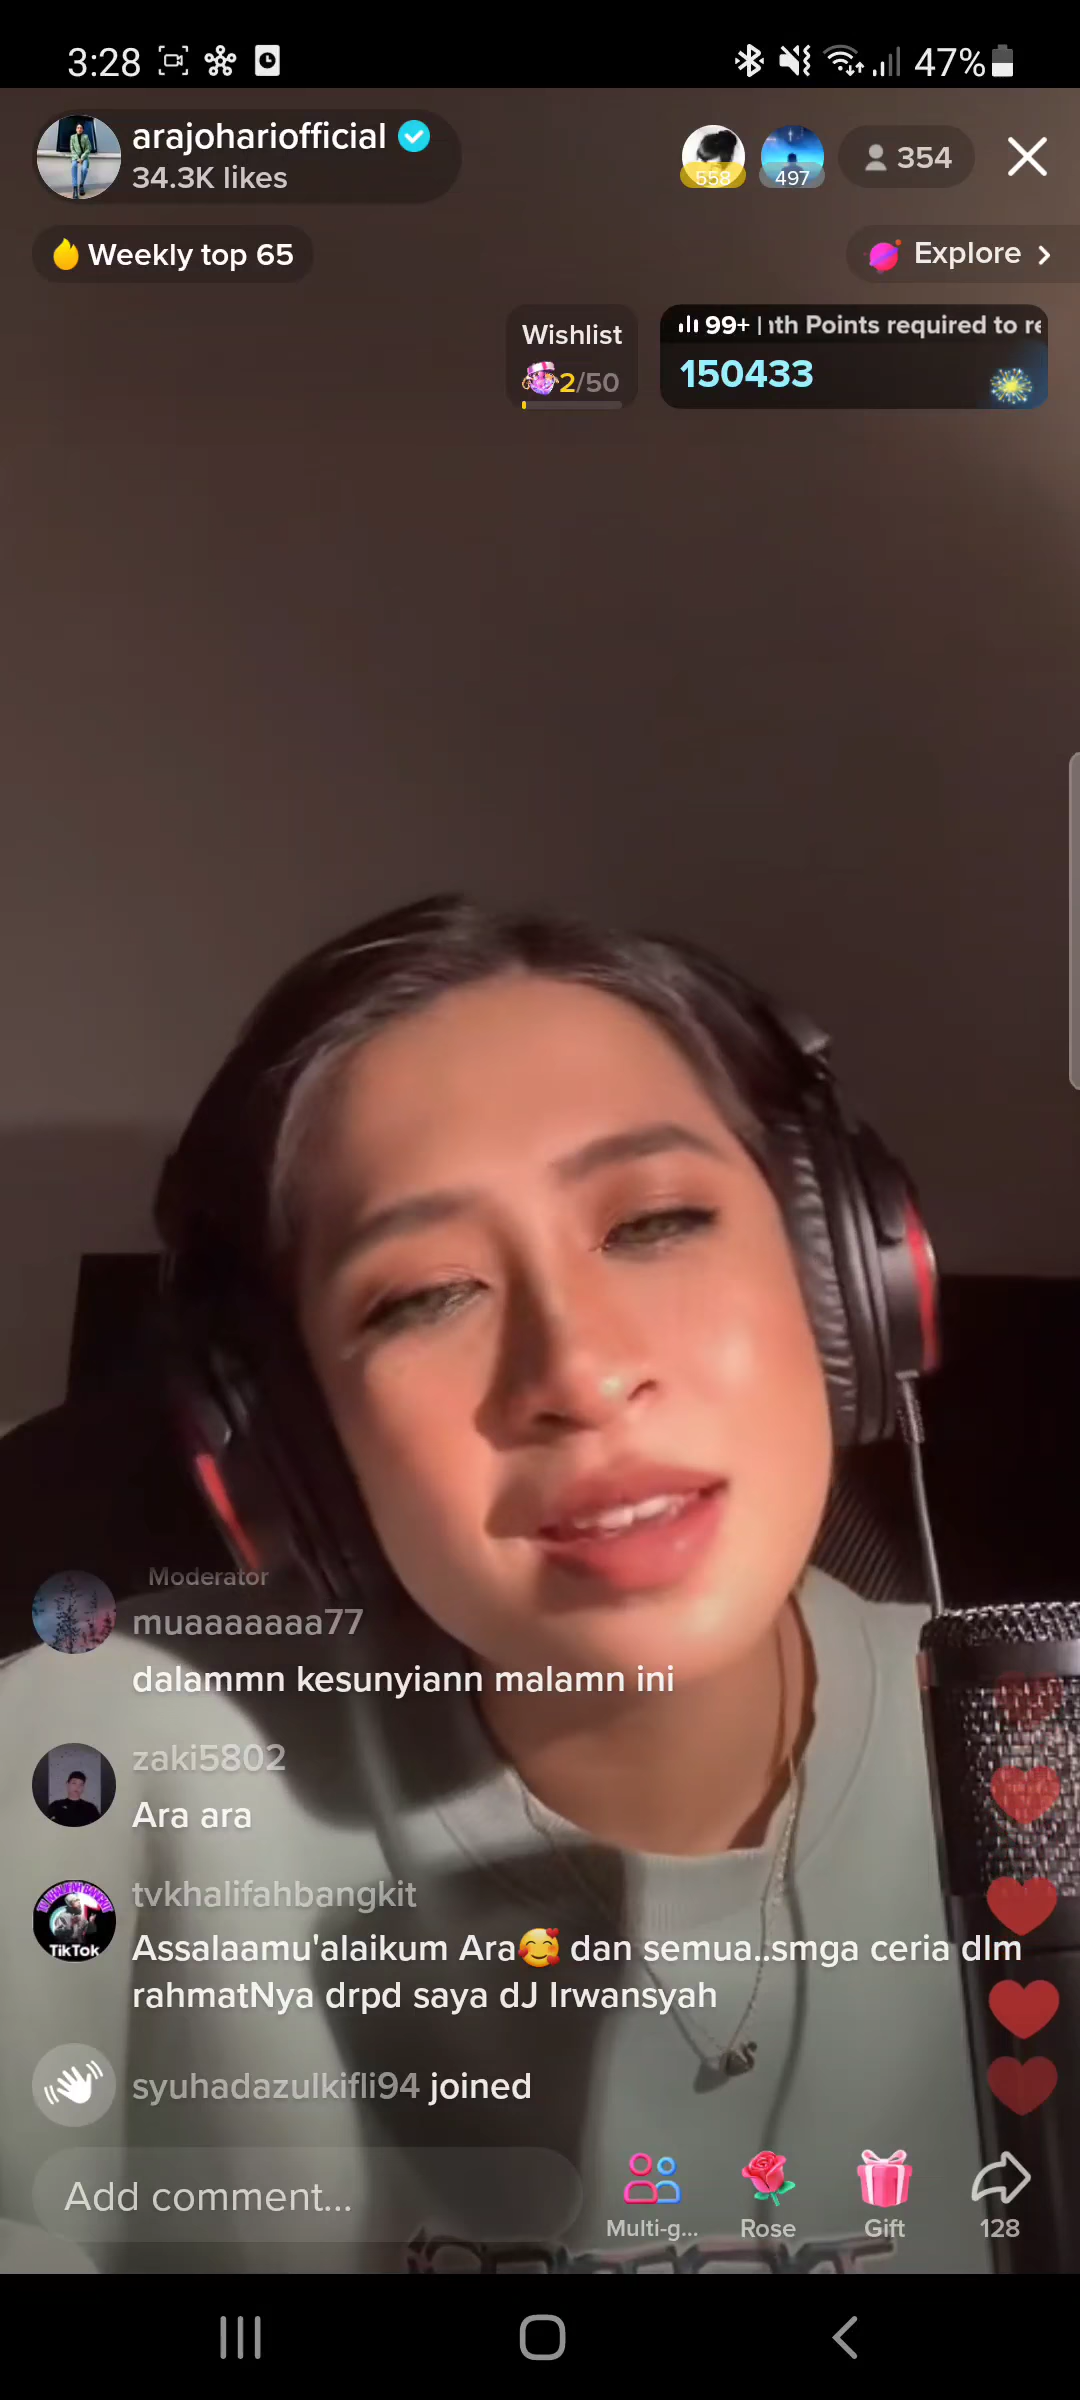 3:28
47%
arajohariofficial
34.3K likes
558
497
354
Weekly top 65
Explore
Wishlist
2/50
99+ | nth Points required to re
150433
Moderator
muaaaaaaa77
dalammn kesunyiann malamn ini
zaki5802
Ara ara
tvkhalifahbangkit
TikTok
Assalaamu'alaikum Ara🥰 dan semua..smga ceria dlm
rahmatNya drpd saya dJ Irwansyah
syuhadazulkifli94 joined
Add comment...
Multi-g...
Rose
Gift
128